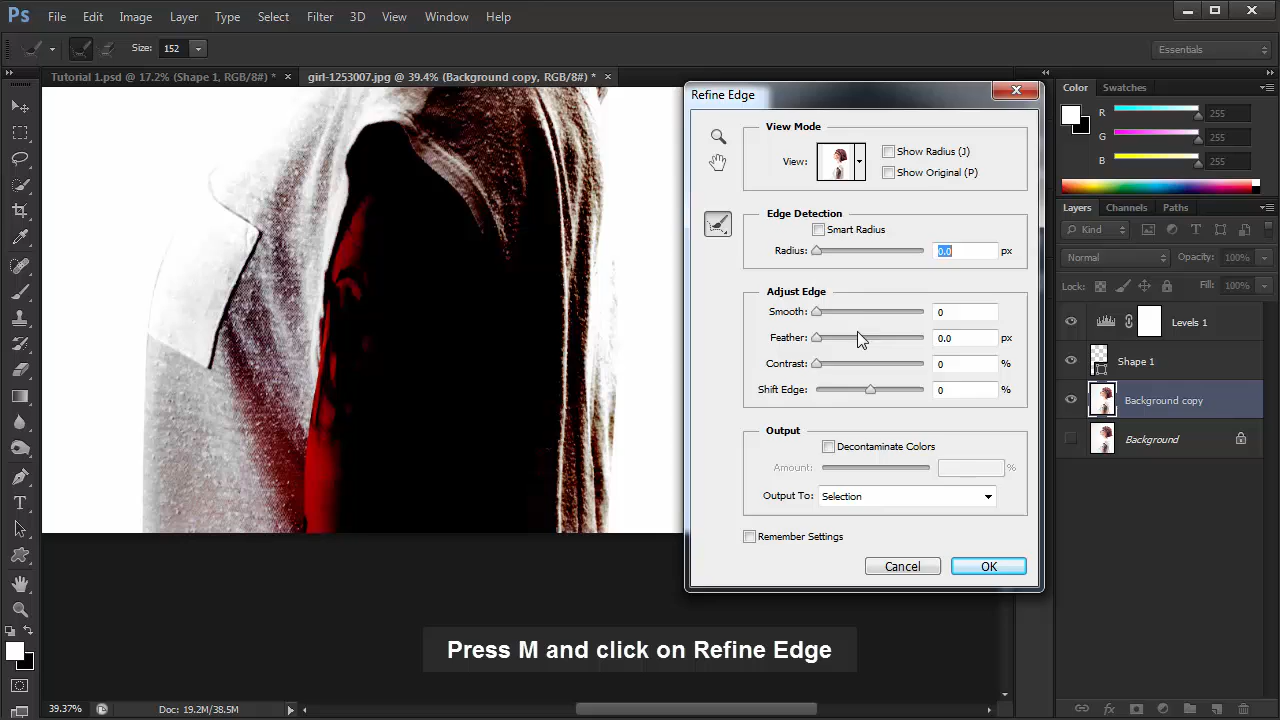 Ps File Edit Image Layer Type Select Filter 3D View Window Help
Size: 152 Essentials
Tutorial 1.psd @ 17.2% (Shape 1, RGB/8#) * × girl-1253007.jpg @ 39.4% (Background copy, RGB/8#) * ×
Refine Edge
View Mode
View:
Show Radius (J)
Show Original (P)
Edge Detection
Smart Radius
Radius: 0.0 px
Adjust Edge
Smooth: 0
Feather: 0.0 px
Contrast: 0 %
Shift Edge: 0 %
Output
Decontaminate Colors
Amount: %
Output To: Selection
Remember Settings
Cancel OK
Color Swatches
R 255
G 255
B 255
Layers Channels Paths
Kind
Normal Opacity: 100%
Lock: Fill: 100%
Levels 1
Shape 1
Background copy
Background
Press M and click on Refine Edge
39.37% Doc: 19.2M/38.5M